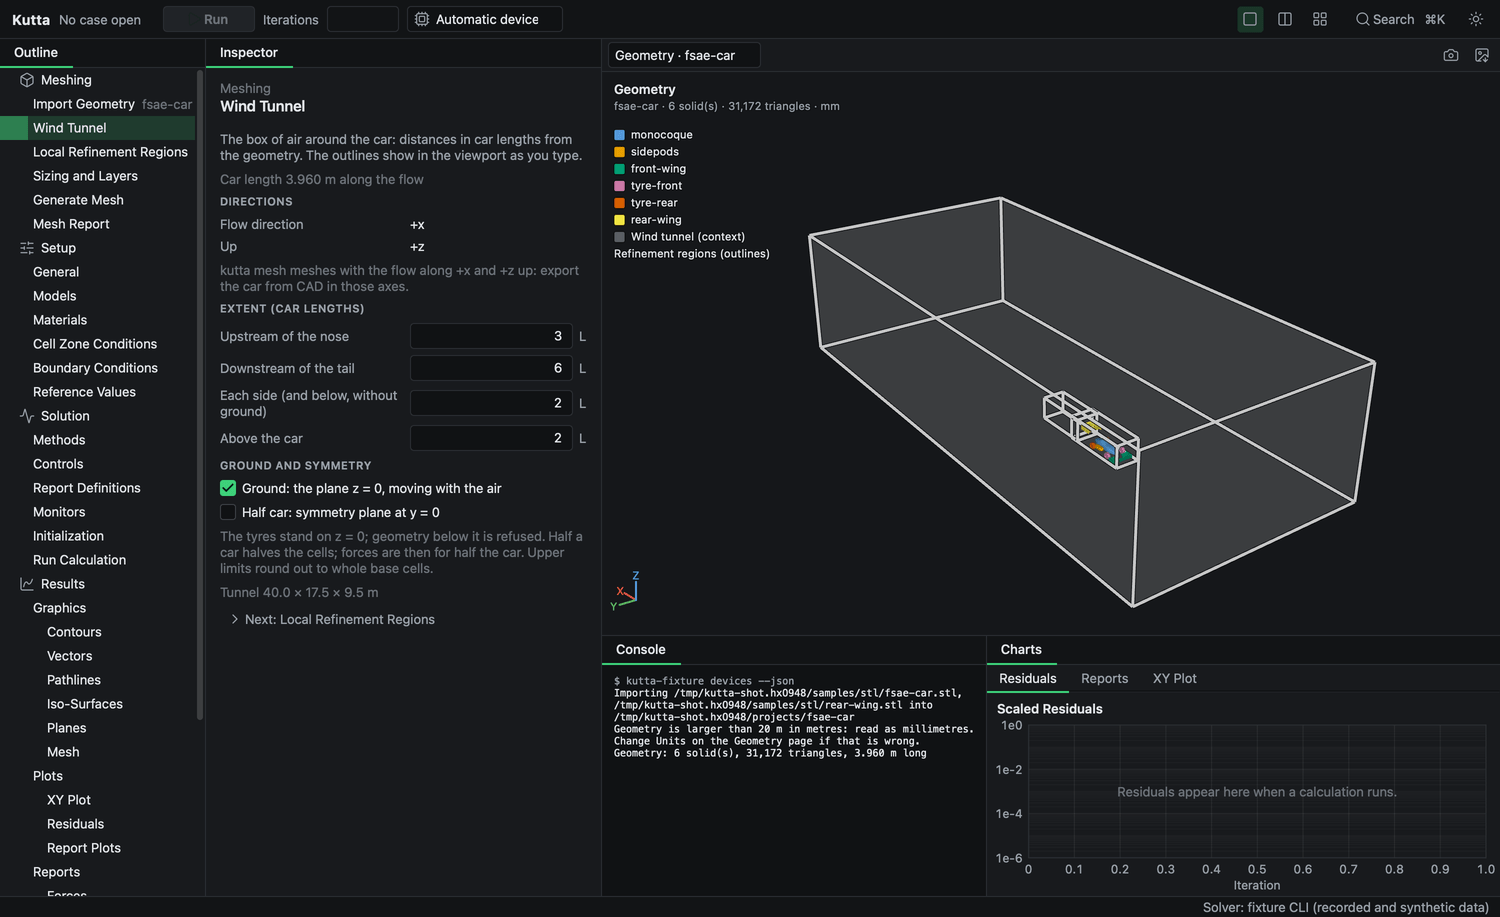 Kutta No case open Run Iterations Automatic device Search ⌘K
Outline
Meshing
Import Geometry fsae-car
Wind Tunnel
Local Refinement Regions
Sizing and Layers
Generate Mesh
Mesh Report
Setup
General
Models
Materials
Cell Zone Conditions
Boundary Conditions
Reference Values
Solution
Methods
Controls
Report Definitions
Monitors
Initialization
Run Calculation
Results
Graphics
Contours
Vectors
Pathlines
Iso-Surfaces
Planes
Mesh
Plots
XY Plot
Residuals
Report Plots
Reports
Forces
Inspector
Meshing
Wind Tunnel
The box of air around the car: distances in car lengths from
the geometry. The outlines show in the viewport as you type.
Car length 3.960 m along the flow
DIRECTIONS
Flow direction +x
Up +z
kutta mesh meshes with the flow along +x and +z up: export
the car from CAD in those axes.
EXTENT (CAR LENGTHS)
Upstream of the nose 3 L
Downstream of the tail 6 L
Each side (and below, without
ground) 2 L
Above the car 2 L
GROUND AND SYMMETRY
Ground: the plane z = 0, moving with the air
Half car: symmetry plane at y = 0
The tyres stand on z = 0; geometry below it is refused. Half a
car halves the cells; forces are then for half the car. Upper
limits round out to whole base cells.
Tunnel 40.0 × 17.5 × 9.5 m
Next: Local Refinement Regions
Geometry · fsae-car
Geometry
fsae-car · 6 solid(s) · 31,172 triangles · mm
monocoque
sidepods
front-wing
tyre-front
tyre-rear
rear-wing
Wind tunnel (context)
Refinement regions (outlines)
Z
X
Y
Console
$ kutta-fixture devices --json
Importing /tmp/kutta-shot.hxO948/samples/stl/fsae-car.stl,
/tmp/kutta-shot.hxO948/samples/stl/rear-wing.stl into
/tmp/kutta-shot.hxO948/projects/fsae-car
Geometry is larger than 20 m in metres: read as millimetres.
Change Units on the Geometry page if that is wrong.
Geometry: 6 solid(s), 31,172 triangles, 3.960 m long
Charts
Residuals Reports XY Plot
Scaled Residuals
1e0
1e-2
Residuals appear here when a calculation runs.
1e-4
1e-6
0 0.1 0.2 0.3 0.4 0.5 0.6 0.7 0.8 0.9 1.0
Iteration
Solver: fixture CLI (recorded and synthetic data)